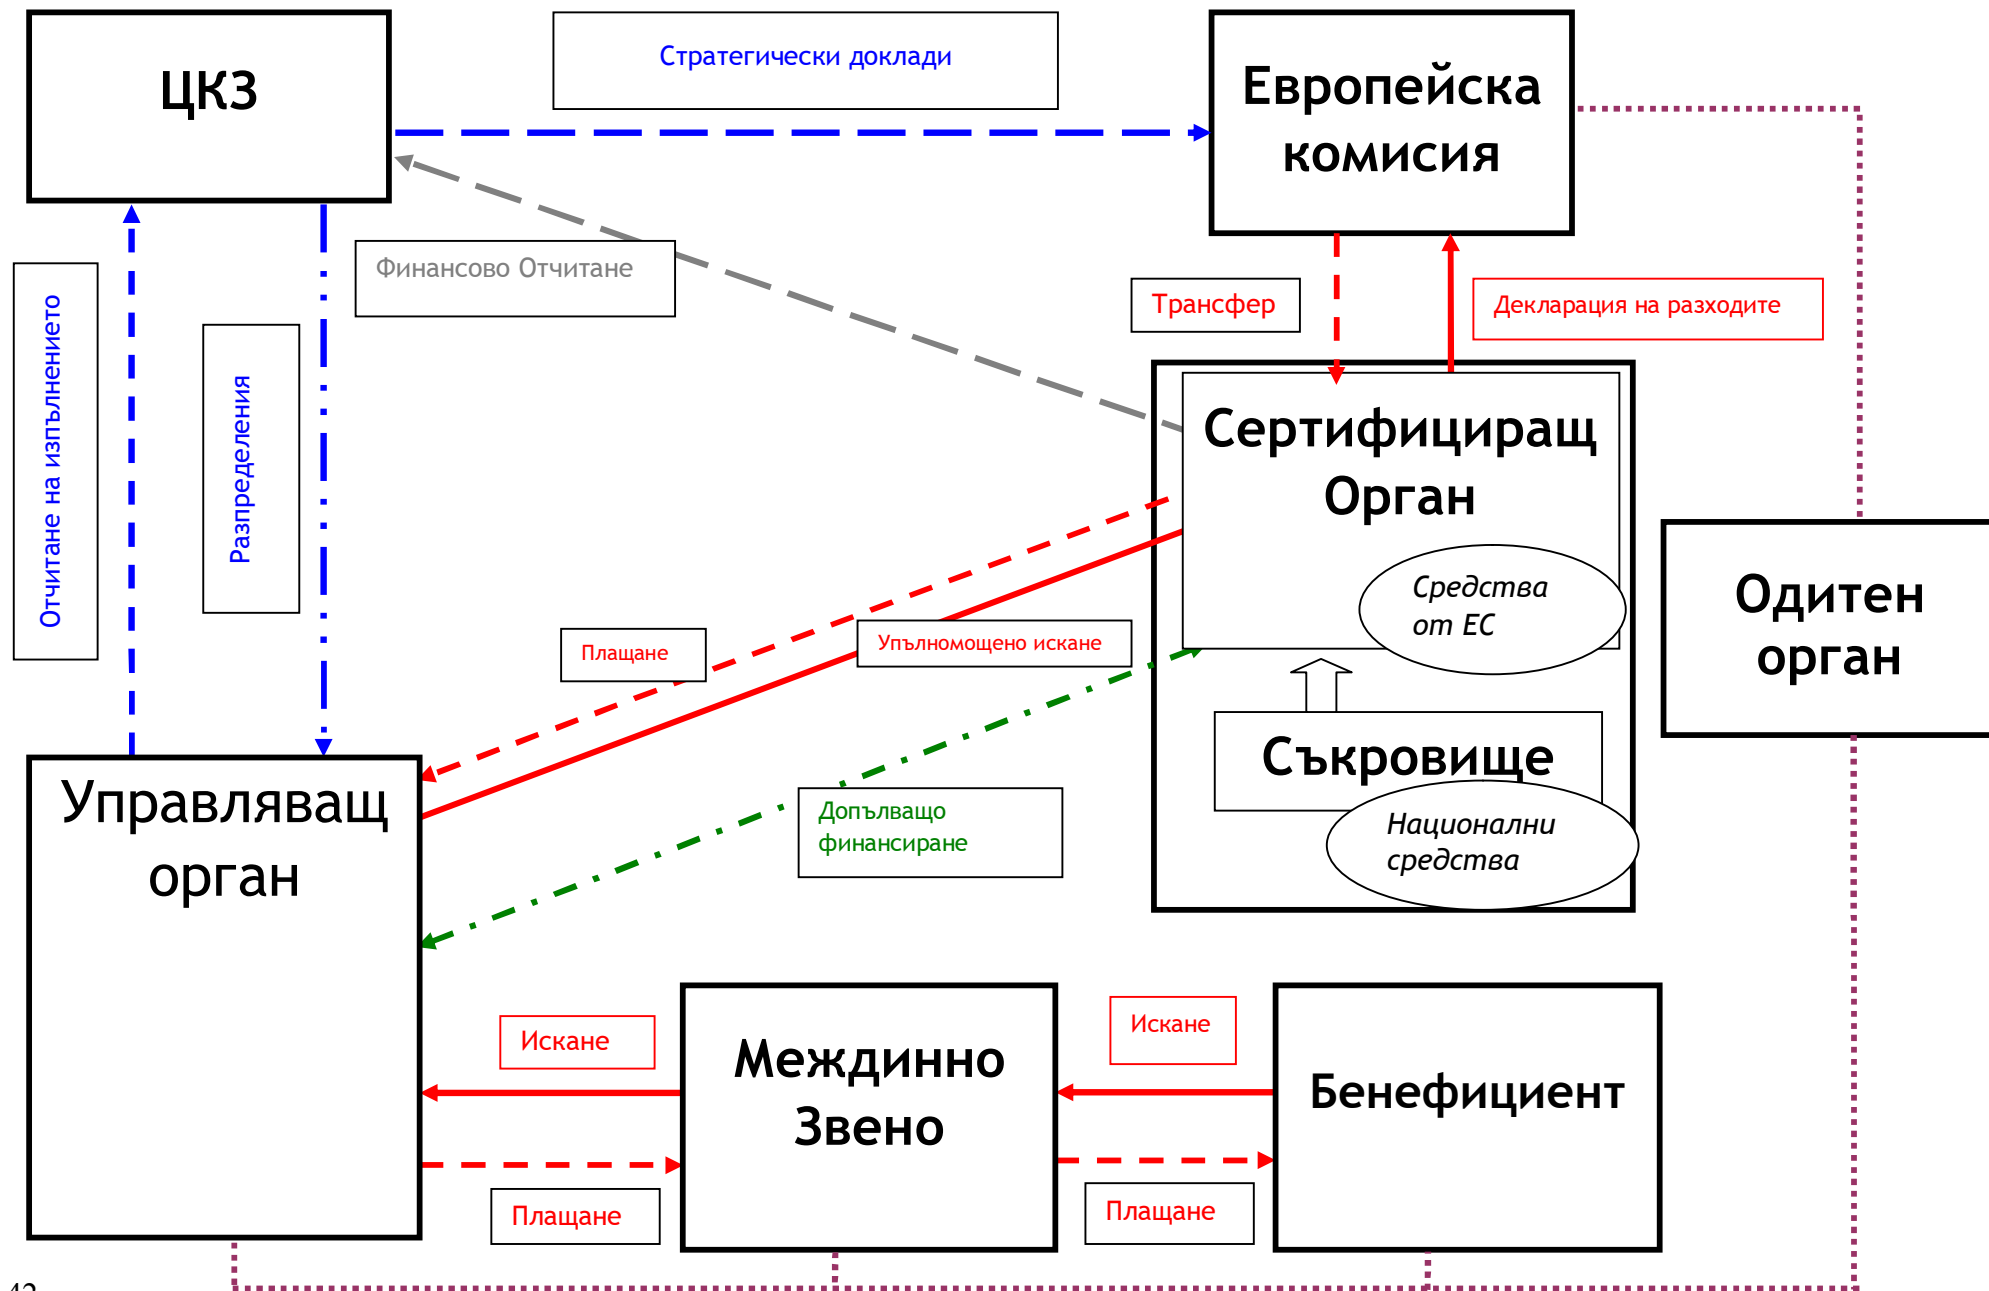 ЦКЗ
Стратегически доклади
Европейска
комисия
Финансово Отчитане
Отчитане на изпълнението
Разпределения
Трансфер
Декларация на разходите
Сертифициращ
Орган
Средства
от ЕС
Одитен
орган
Плащане
Упълномощено искане
Съкровище
Национални
средства
Управляващ
орган
Допълващо
финансиране
Искане
Междинно
Звено
Искане
Бенефициент
Плащане
Плащане
42